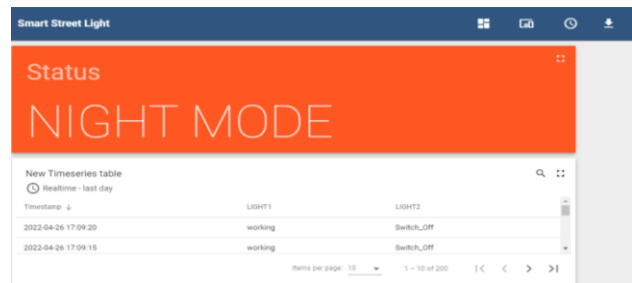 Smart Street Light
Status
NIGHT MODE
New Timeseries table
Realtime - last day
Timestamp ↓ LIGHT1 LIGHT2
2022-04-26 17:09:20 working Switch_Off
2022-04-26 17:09:15 working Switch_Off
Items per page: 10 1 – 10 of 200